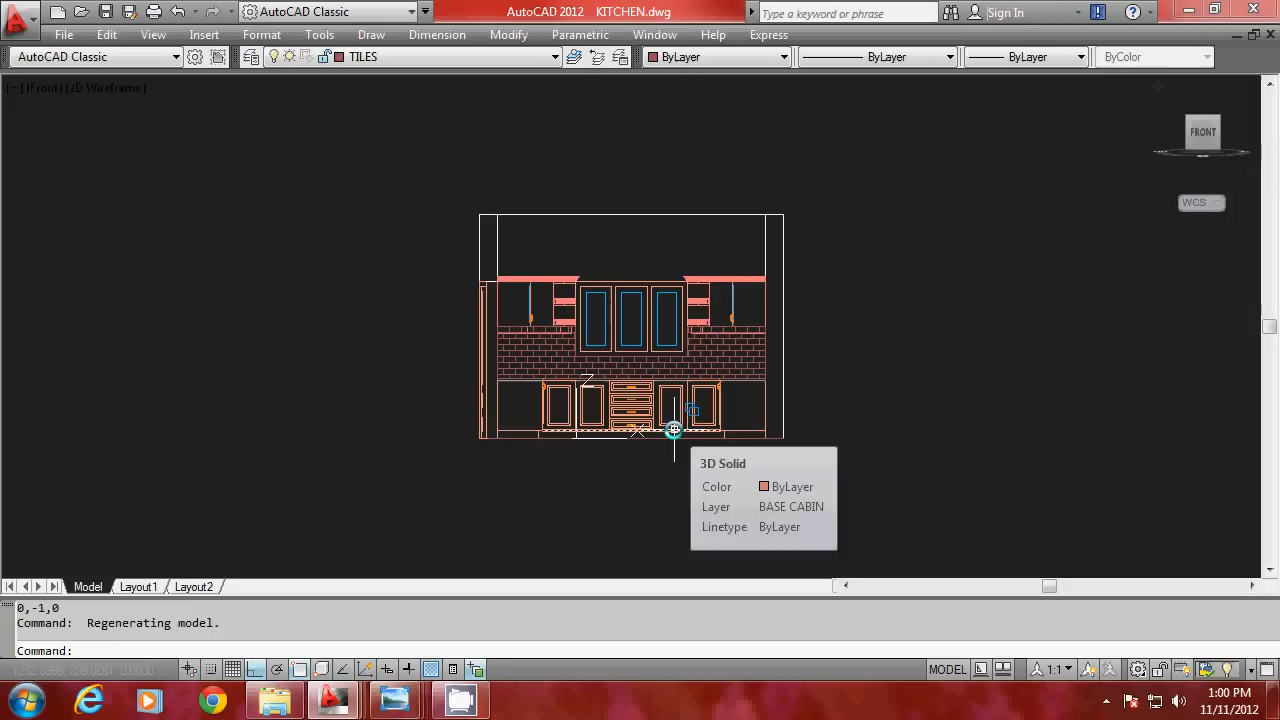 AutoCAD Classic
AutoCAD 2012 KITCHEN.dwg
Type a keyword or phrase
Sign In
File Edit View Insert Format Tools Draw Dimension Modify Parametric Window Help Express
AutoCAD Classic
TILES
ByLayer
ByLayer
ByLayer
ByColor
[-][Front][2D Wireframe]
FRONT
WCS
Z
X
3D Solid
Color ByLayer
Layer BASE CABIN
Linetype ByLayer
Model Layout1 Layout2
0,-1,0
Command: Regenerating model.
Command:
MODEL
1:1
1:00 PM
11/11/2012